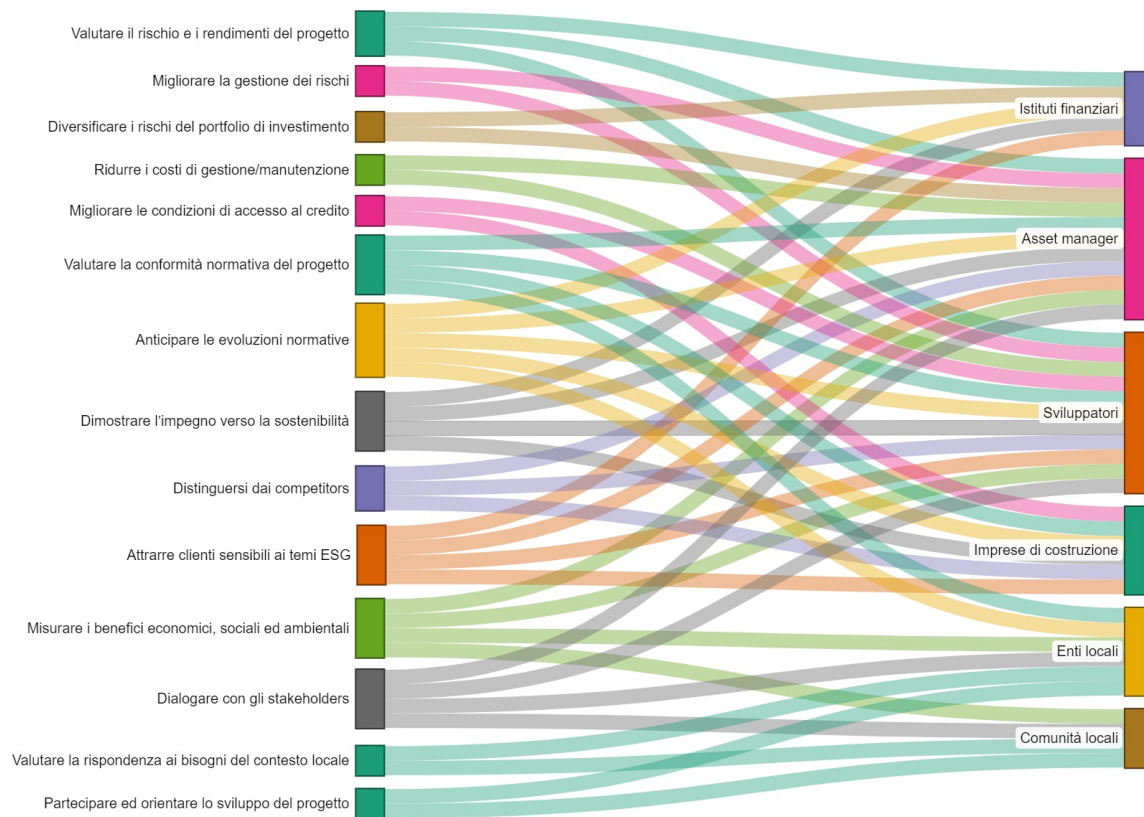 Valutare il rischio e i rendimenti del progetto
Migliorare la gestione dei rischi
Diversificare i rischi del portfolio di investimento
Ridurre i costi di gestione/manutenzione
Migliorare le condizioni di accesso al credito
Valutare la conformità normativa del progetto
Anticipare le evoluzioni normative
Dimostrare l'impegno verso la sostenibilità
Distinguersi dai competitors
Attrarre clienti sensibili ai temi ESG
Misurare i benefici economici, sociali ed ambientali
Dialogare con gli stakeholders
Valutare la rispondenza ai bisogni del contesto locale
Partecipare ed orientare lo sviluppo del progetto
Istituti finanziari
Asset manager
Sviluppatori
Imprese di costruzione
Enti locali
Comunità locali